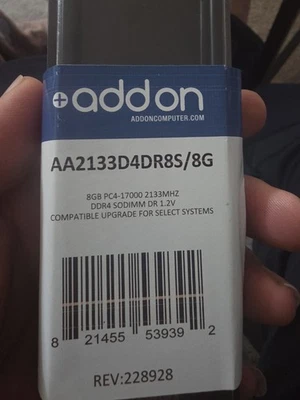 +addon
ADDONCOMPUTER.COM
AA2133D4DR8S/8G
8GB PC4-17000 2133MHZ
DDR4 SODIMM DR 1.2V
COMPATIBLE UPGRADE FOR SELECT SYSTEMS
8 21455 53939 2
REV:228928